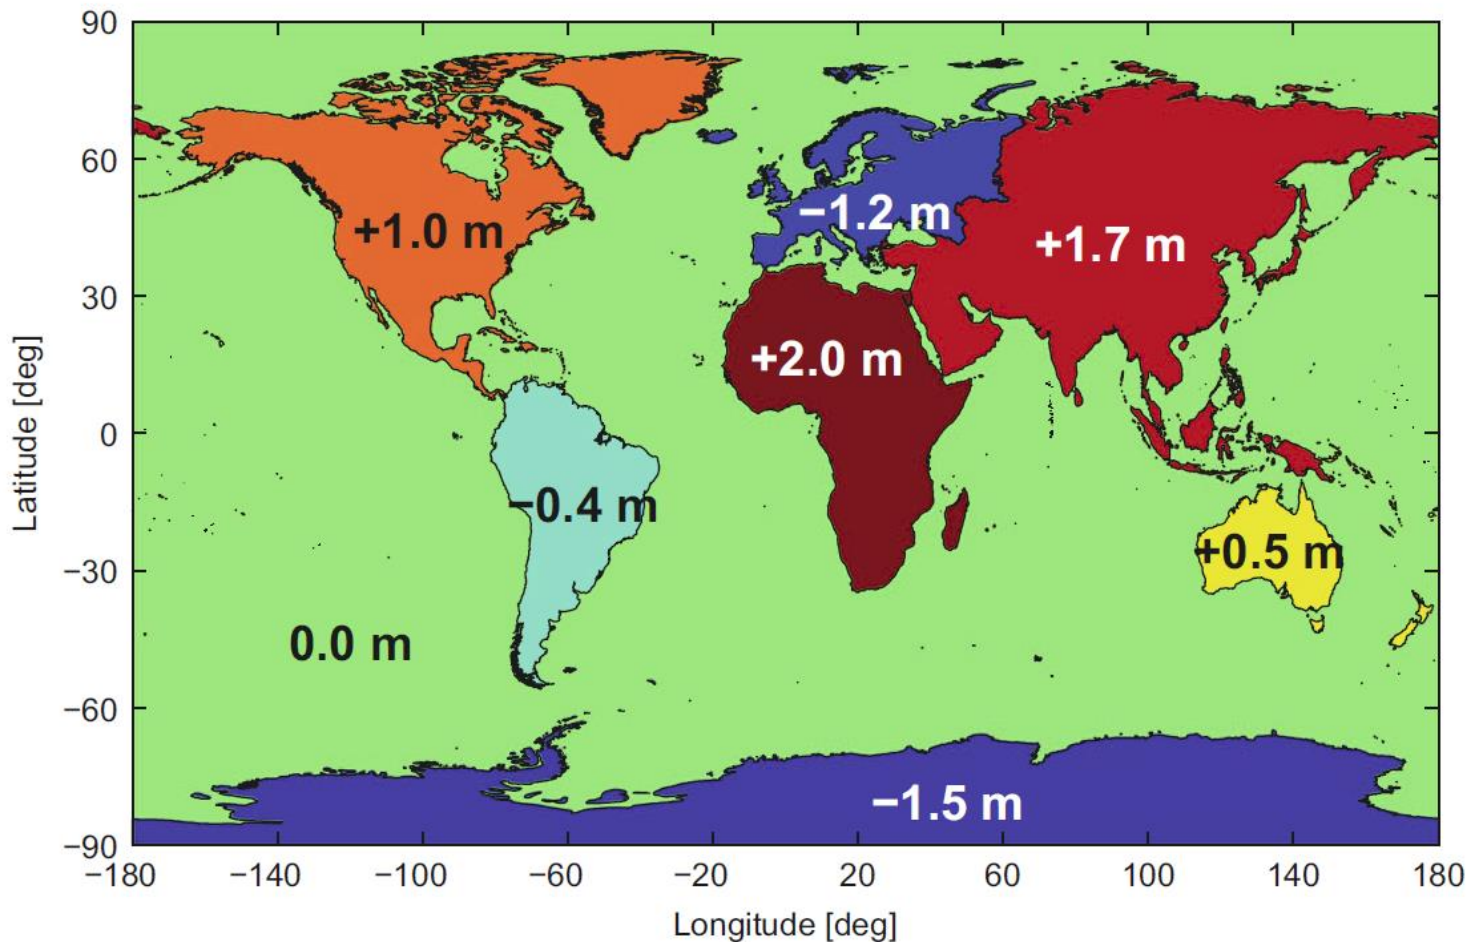 90
60
30
0
−30
−60
−90
Latitude [deg]
+1.0 m
−1.2 m
+1.7 m
+2.0 m
−0.4 m
+0.5 m
0.0 m
−1.5 m
−180 −140 −100 −60 −20 20 60 100 140 180
Longitude [deg]